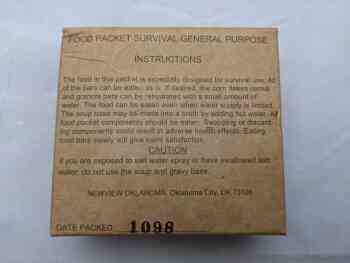 FOOD PACKET SURVIVAL GENERAL PURPOSE
INSTRUCTIONS
The food in this packet is especially designed for survival use. All
of the bars can be eaten as is. If desired, the corn flakes cereal
and granola bars can be rehydrated with a small amount of
water. The food can be eaten even when water supply is limited.
The soup base may be made into a broth by adding hot water. All
food packet components should be eaten. Swapping or discard-
ing components could result in adverse health effects. Eating
food bars slowly will give more satisfaction.
CAUTION
If you are exposed to salt water spray or have swallowed salt
water, do not use the soup and gravy base.
NEWVIEW OKLAHOMA, Oklahoma City, OK 73106
DATE PACKED 1098